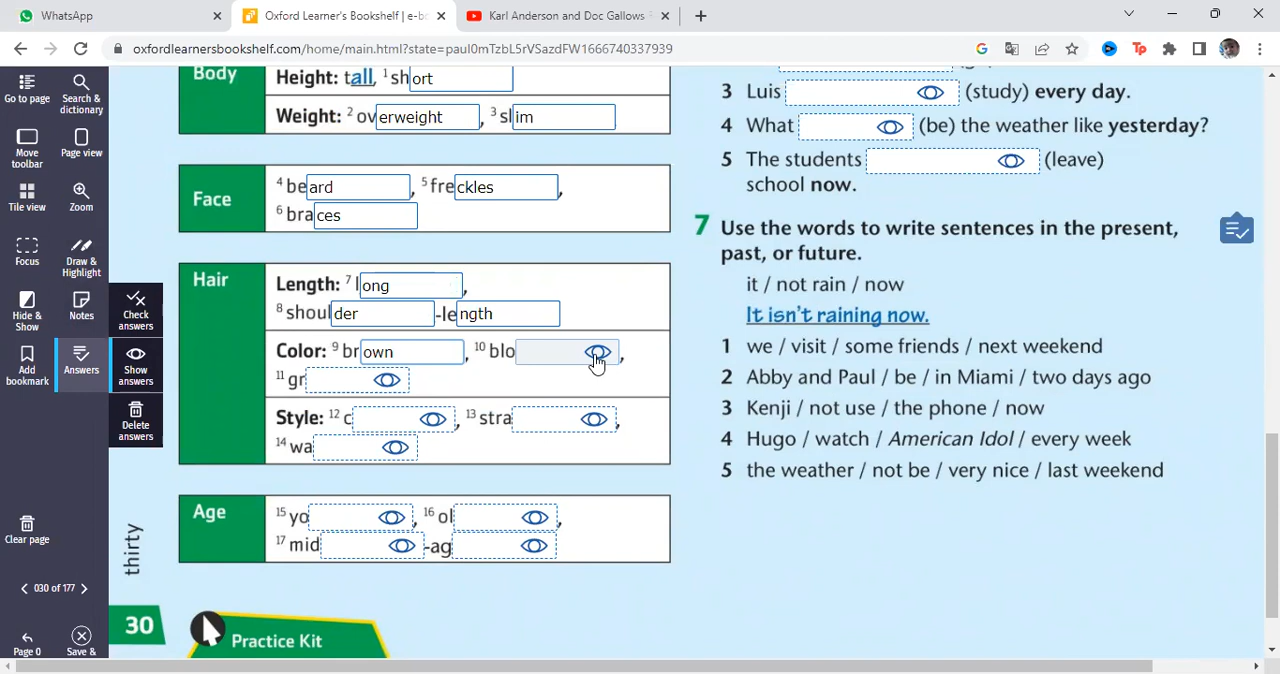 WhatsApp
Oxford Learner's Bookshelf | e-bo
Karl Anderson and Doc Gallows
oxfordlearnersbookshelf.com/home/main.html?state=paul0mTzbL5rVSazdFW1666740337939
Go to page
Search & dictionary
Move toolbar
Page view
Tile view
Zoom
Focus
Draw & Highlight
Hide & Show
Notes
Add bookmark
Answers
Check answers
Show answers
Delete answers
Clear page
030 of 177
Page 0
Save &
Body
Height: tall, 1 short
Weight: 2 overweight, 3 slim
Face
4 beard, 5 freckles,
6 braces
Hair
Length: 7 long,
8 shoulder-length
Color: 9 brown, 10 blo,
11 gr
Style: 12 c, 13 stra,
14 wa
Age
15 yo, 16 ol,
17 mid-ag
thirty
30
Practice Kit
3 Luis (study) every day.
4 What (be) the weather like yesterday?
5 The students (leave)
school now.
7 Use the words to write sentences in the present,
past, or future.
it / not rain / now
It isn't raining now.
1 we / visit / some friends / next weekend
2 Abby and Paul / be / in Miami / two days ago
3 Kenji / not use / the phone / now
4 Hugo / watch / American Idol / every week
5 the weather / not be / very nice / last weekend